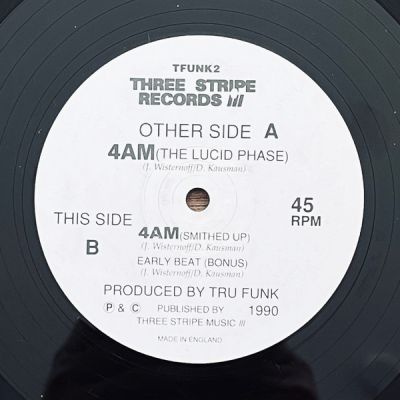 TFUNK2
THREE STRIPE
RECORDS
OTHER SIDE A
4AM (THE LUCID PHASE)
(J. Wisternoff/D. Kausman)
45
RPM
THIS SIDE
B
4AM (SMITHED UP)
(J. Wisternoff/D. Kausman)
EARLY BEAT (BONUS)
(J. Wisternoff/D. Kausman)
PRODUCED BY TRU FUNK
P & C PUBLISHED BY 1990
THREE STRIPE MUSIC
MADE IN ENGLAND